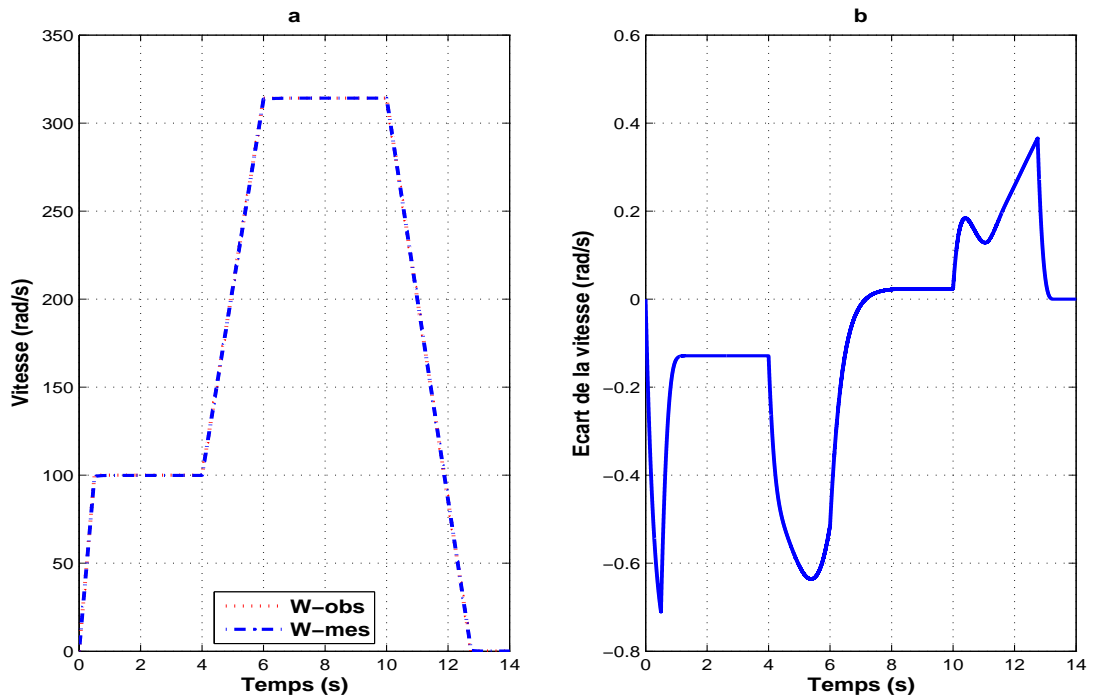 a
350
300
250
200
150
100
50
0
Vitesse (rad/s)
W-obs
W-mes
0 2 4 6 8 10 12 14
Temps (s)
b
0.6
0.4
0.2
0
−0.2
−0.4
−0.6
−0.8
Ecart de la vitesse (rad/s)
0 2 4 6 8 10 12 14
Temps (s)